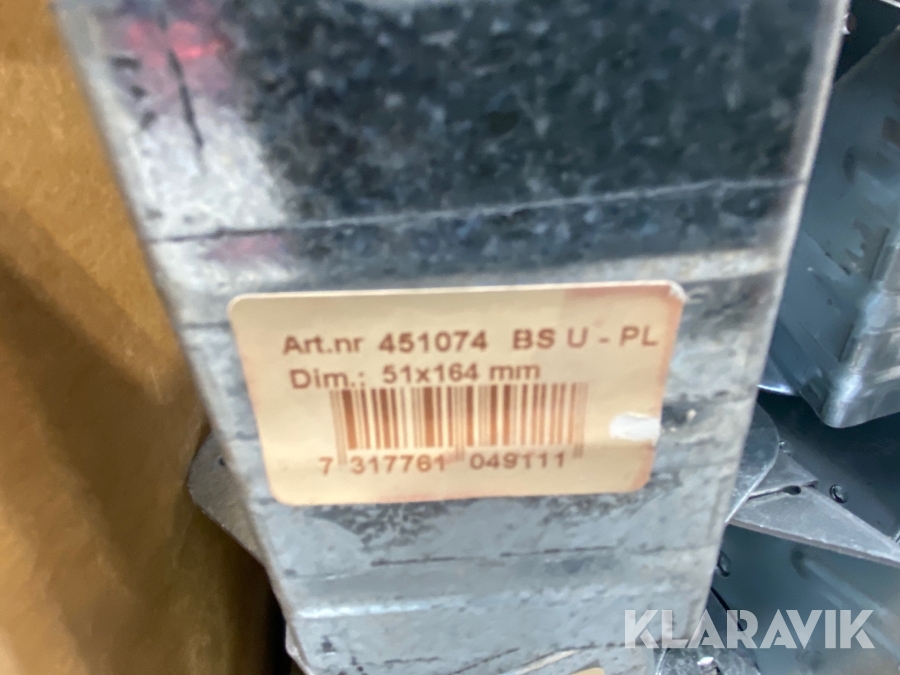 Art.nr 451074 BS U - PL
Dim.: 51x164 mm
7 317761 049111
KLARAVIK